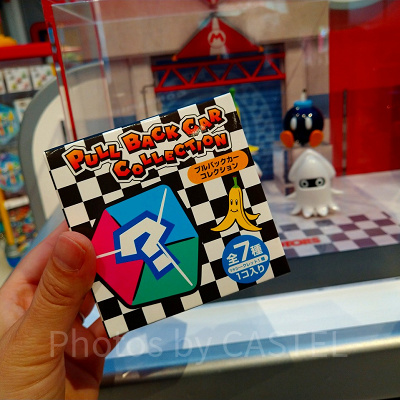 PULL BACK CAR
COLLECTION
プルバックカー
コレクション
?
全7種
1コ入り
Photos by CASTEL